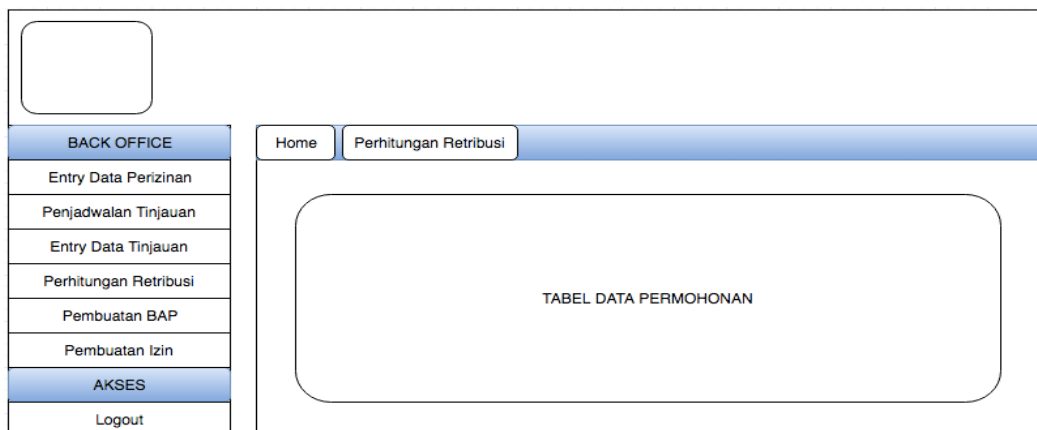 BACK OFFICE
Entry Data Perizinan
Penjadwalan Tinjauan
Entry Data Tinjauan
Perhitungan Retribusi
Pembuatan BAP
Pembuatan Izin
AKSES
Logout
Home
Perhitungan Retribusi
TABEL DATA PERMOHONAN